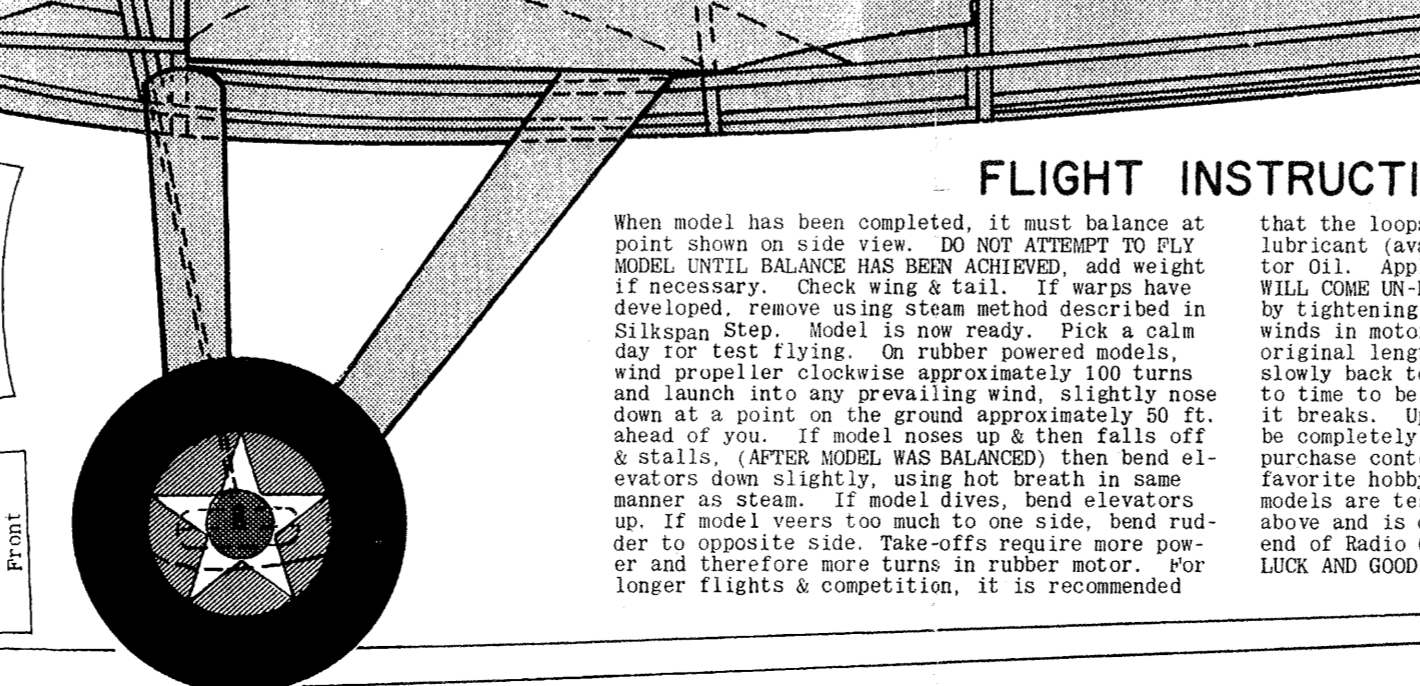 FLIGHT INSTRUCTI
When model has been completed, it must balance at
point shown on side view. DO NOT ATTEMPT TO FLY
MODEL UNTIL BALANCE HAS BEEN ACHIEVED, add weight
if necessary. Check wing & tail. If warps have
developed, remove using steam method described in
Silkspan Step. Model is now ready. Pick a calm
day for test flying. On rubber powered models,
wind propeller clockwise approximately 100 turns
and launch into any prevailing wind, slightly nose
down at a point on the ground approximately 50 ft.
ahead of you. If model noses up & then falls off
& stalls, (AFTER MODEL WAS BALANCED) then bend el-
evators down slightly, using hot breath in same
manner as steam. If model dives, bend elevators
up. If model veers too much to one side, bend rud-
der to opposite side. Take-offs require more pow-
er and therefore more turns in rubber motor. For
longer flights & competition, it is recommended
that the loops
lubricant (ava
tor Oil. App
WILL COME UN-
by tightening
winds in moto
original leng
slowly back t
to time to be
it breaks. U
be completely
purchase cont
favorite hobby
models are te
above and is
end of Radio
LUCK AND GOOD
Front